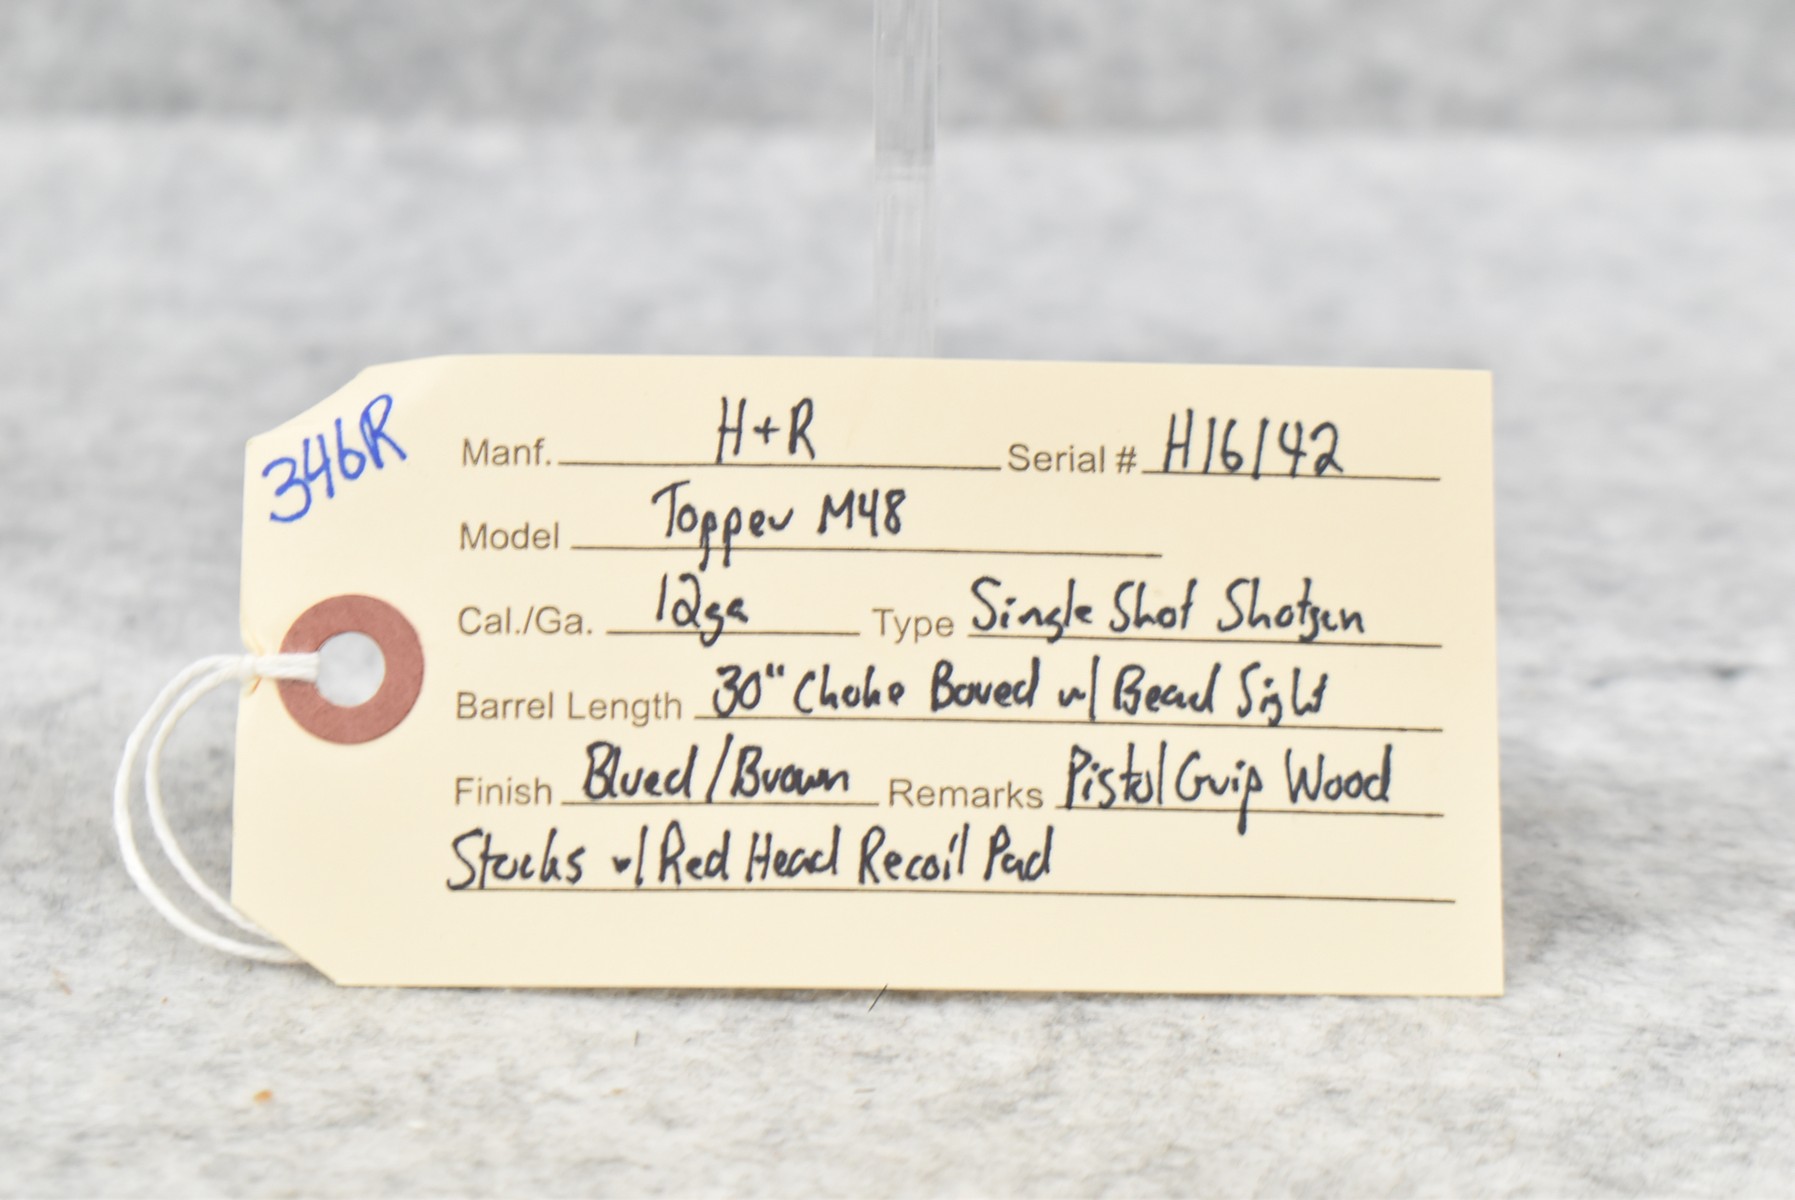 346R
Manf. H+R Serial # H16142
Model Topper M48
Cal./Ga. 12ga Type Single Shot Shotgun
Barrel Length 30" Choke Bored w/ Bead Sight
Finish Blued/Brown Remarks Pistol Grip Wood
Stocks w/ Red Head Recoil Pad